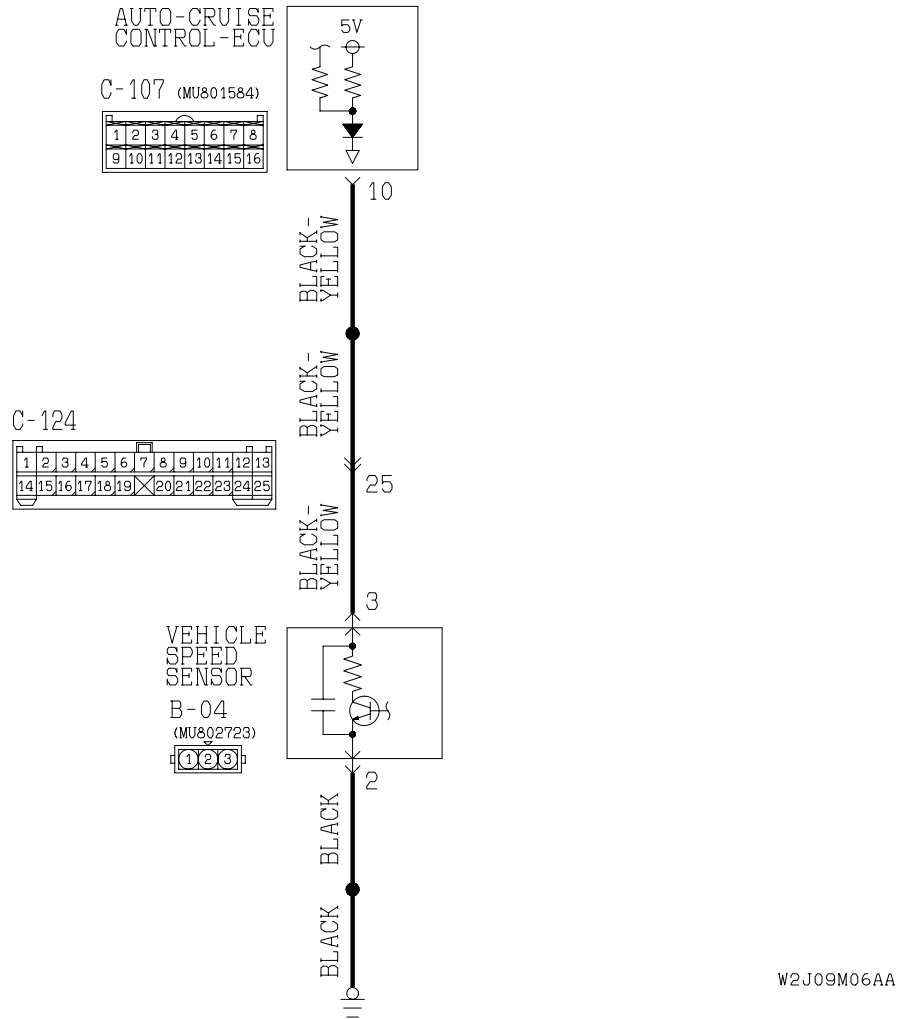 AUTO-CRUISE
CONTROL-ECU
5V
C-107 (MU801584)
1 2 3 4 5 6 7 8
9 10 11 12 13 14 15 16
10
BLACK-
YELLOW
BLACK-
YELLOW
C-124
1 2 3 4 5 6 7 8 9 10 11 12 13
14 15 16 17 18 19 20 21 22 23 24 25
25
BLACK-
YELLOW
3
VEHICLE
SPEED
SENSOR
B-04
(MU802723)
1 2 3
2
BLACK
BLACK
W2J09M06AA